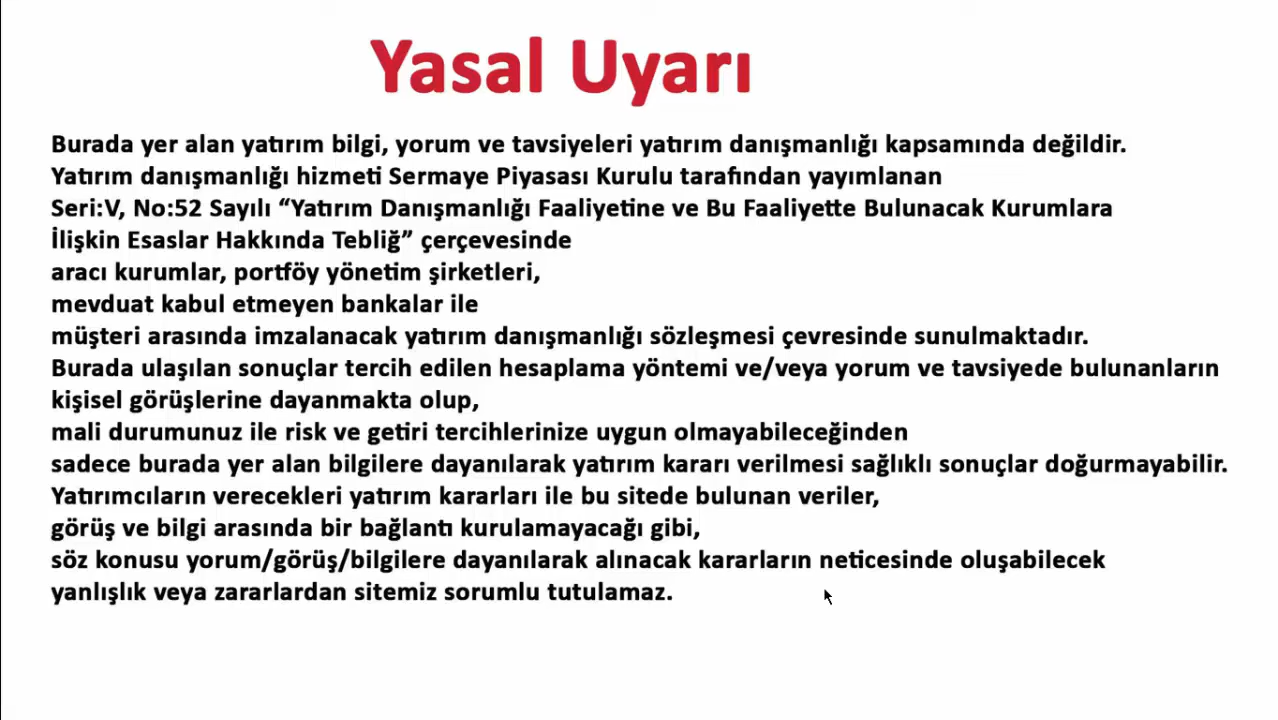 Yasal Uyarı
Burada yer alan yatırım bilgi, yorum ve tavsiyeleri yatırım danışmanlığı kapsamında değildir.
Yatırım danışmanlığı hizmeti Sermaye Piyasası Kurulu tarafından yayımlanan
Seri:V, No:52 Sayılı “Yatırım Danışmanlığı Faaliyetine ve Bu Faaliyette Bulunacak Kurumlara
İlişkin Esaslar Hakkında Tebliğ” çerçevesinde
aracı kurumlar, portföy yönetim şirketleri,
mevduat kabul etmeyen bankalar ile
müşteri arasında imzalanacak yatırım danışmanlığı sözleşmesi çevresinde sunulmaktadır.
Burada ulaşılan sonuçlar tercih edilen hesaplama yöntemi ve/veya yorum ve tavsiyede bulunanların
kişisel görüşlerine dayanmakta olup,
mali durumunuz ile risk ve getiri tercihlerinize uygun olmayabileceğinden
sadece burada yer alan bilgilere dayanılarak yatırım kararı verilmesi sağlıklı sonuçlar doğurmayabilir.
Yatırımcıların verecekleri yatırım kararları ile bu sitede bulunan veriler,
görüş ve bilgi arasında bir bağlantı kurulamayacağı gibi,
söz konusu yorum/görüş/bilgilere dayanılarak alınacak kararların neticesinde oluşabilecek
yanlışlık veya zararlardan sitemiz sorumlu tutulamaz.